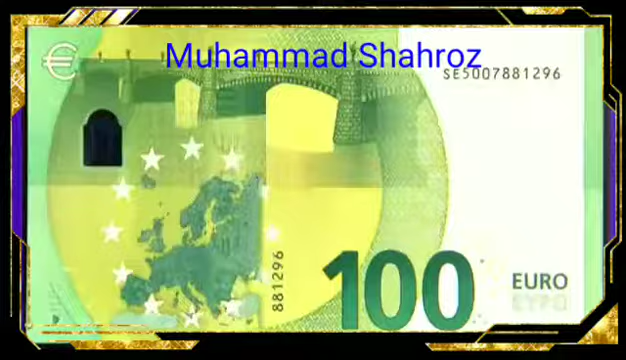 € Muhammad Shahroz
SE5007881296
881296
100 EURO
ΕΥΡΩ